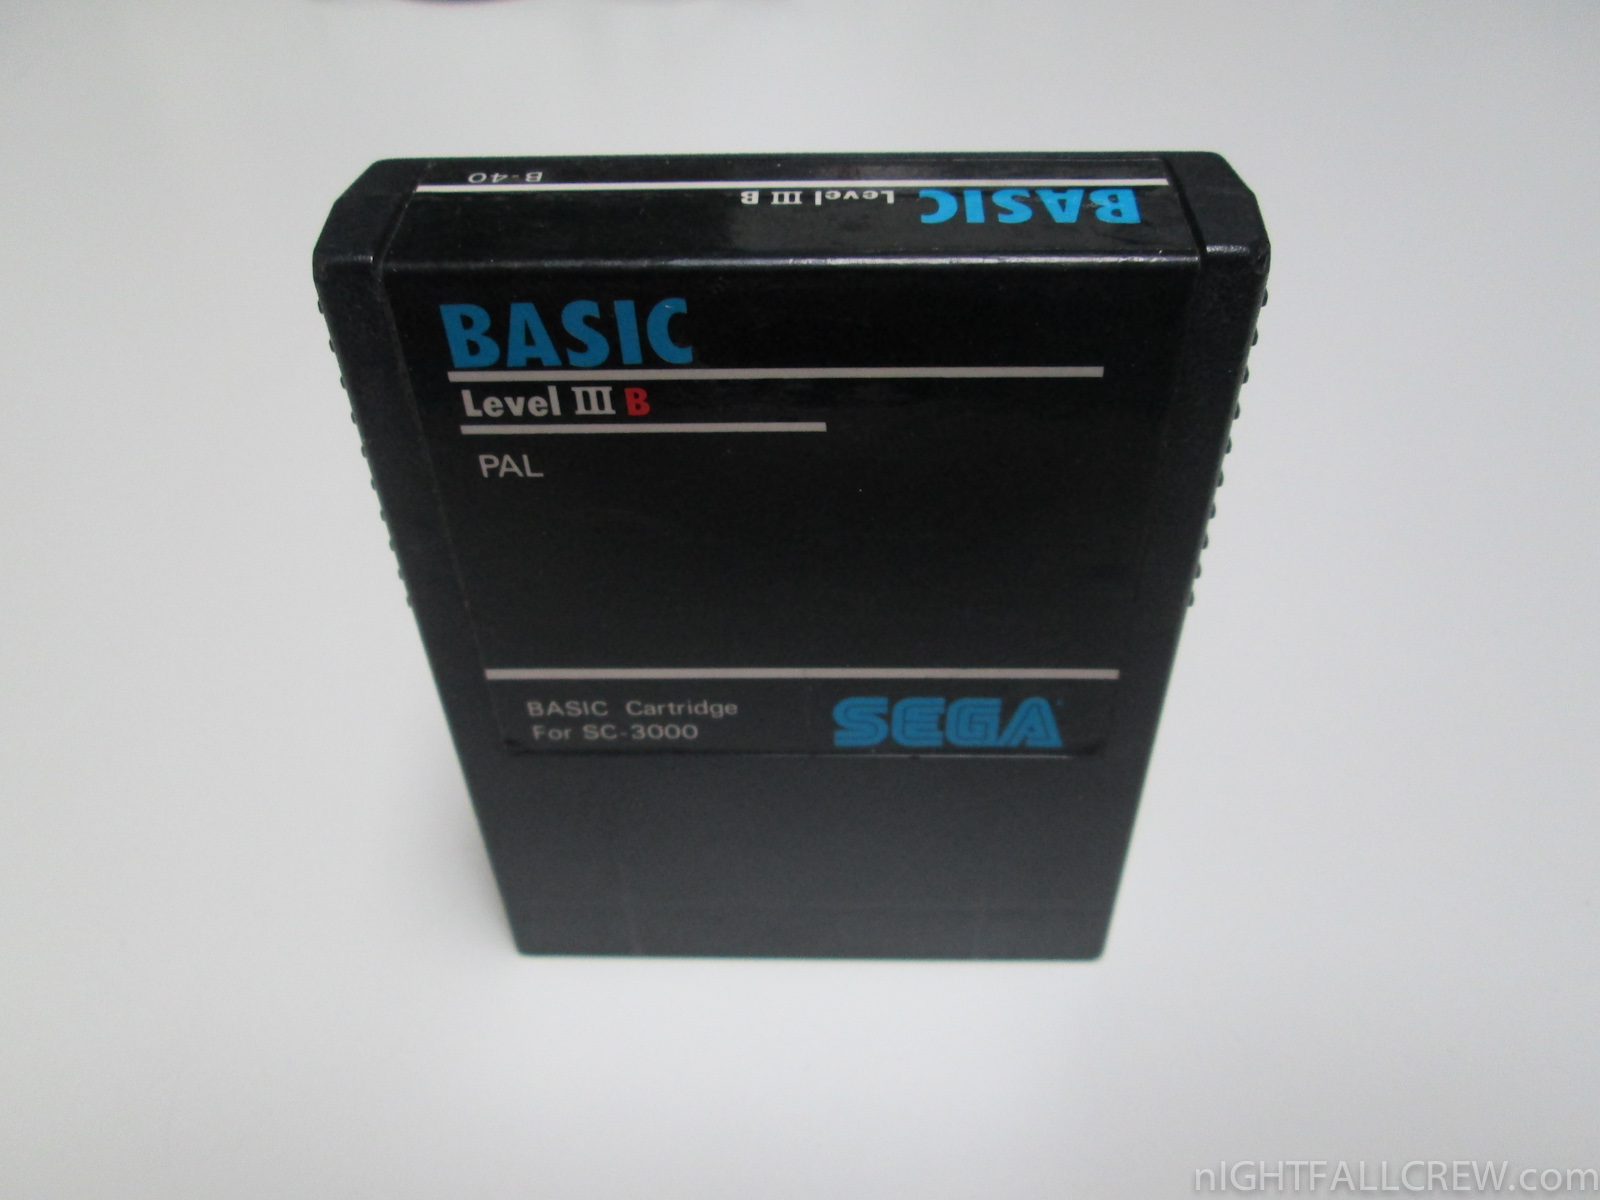 B-40
BASIC Level III B
BASIC
Level III B
PAL
BASIC Cartridge
For SC-3000
SEGA
nIGHTFALLCREW.com